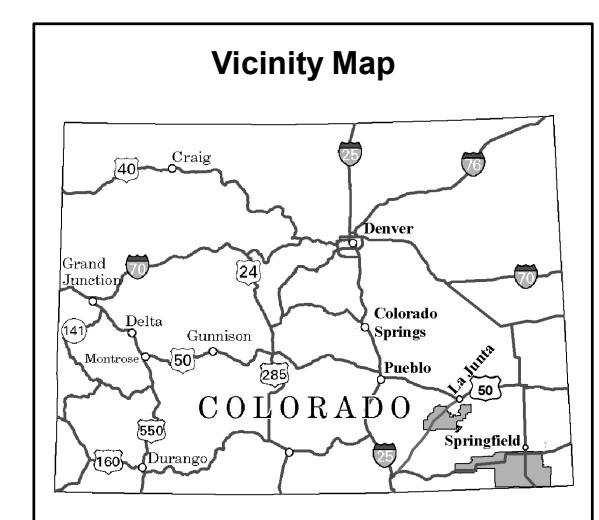 Vicinity Map
40
Craig
25
76
Denver
Grand
Junction
70
24
70
141
Delta
Gunnison
Colorado
Springs
Montrose
50
285
Pueblo
La Junta
50
COLORADO
550
Springfield
160
Durango
25